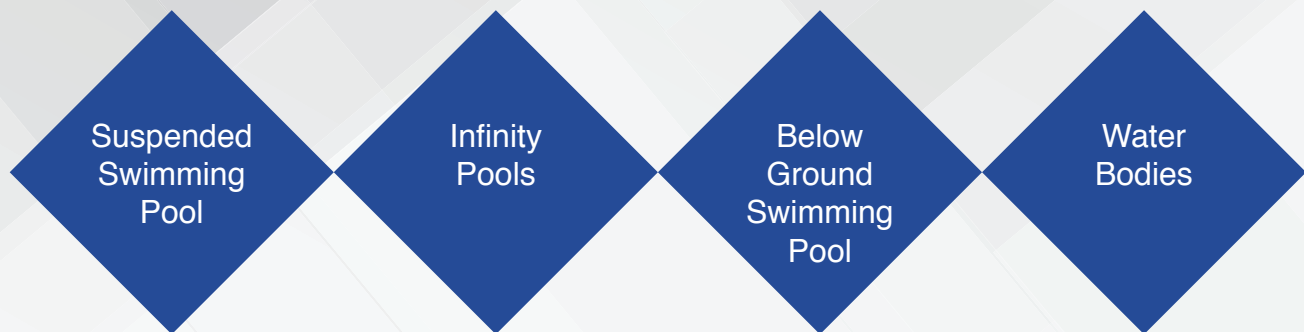 Suspended
Swimming
Pool
Infinity
Pools
Below
Ground
Swimming
Pool
Water
Bodies